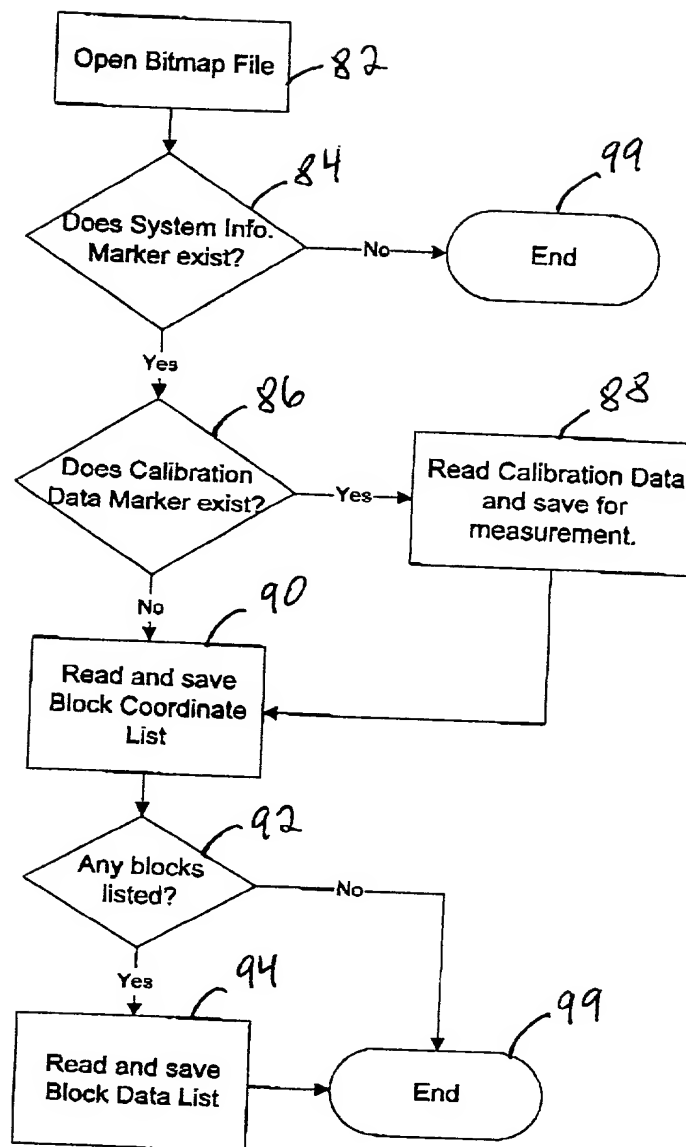 Open Bitmap File
82
84
Does System Info.
Marker exist?
No
99
End
Yes
86
Does Calibration
Data Marker exist?
Yes
88
Read Calibration Data
and save for
measurement.
No
90
Read and save
Block Coordinate
List
92
Any blocks
listed?
No
Yes
94
Read and save
Block Data List
99
End